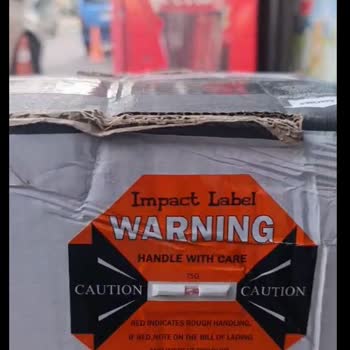 Impact Label
WARNING
HANDLE WITH CARE
75G
CAUTION CAUTION
RED INDICATES ROUGH HANDLING.
IF RED, NOTE ON THE BILL OF LADING